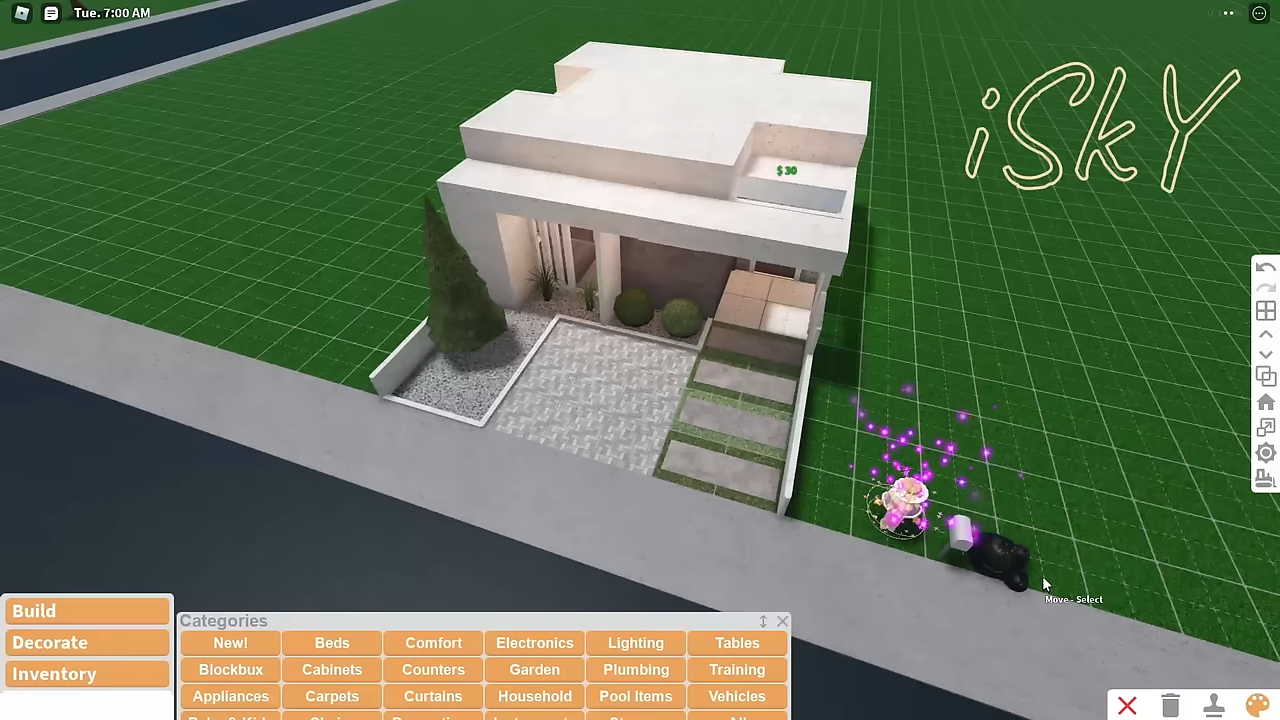 Tue. 7:00 AM
iSkY
$30
Move - Select
Build
Decorate
Inventory
Categories
New! Beds Comfort Electronics Lighting Tables
Blockbux Cabinets Counters Garden Plumbing Training
Appliances Carpets Curtains Household Pool Items Vehicles
All